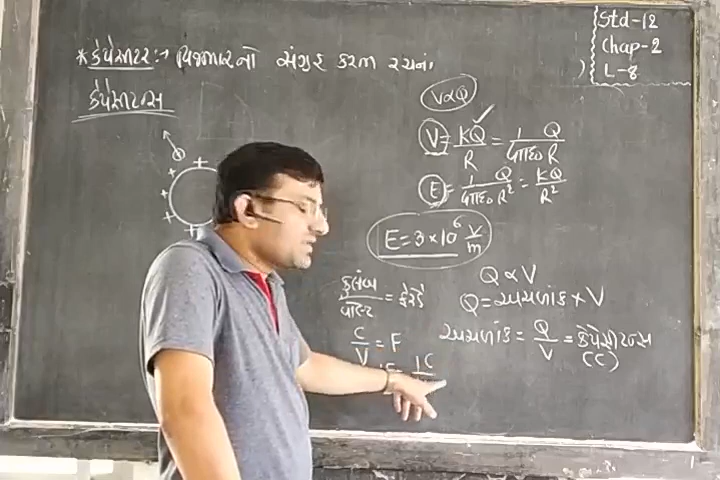 Std-12
Chap-2
L-8
* કેપેસીટર :→ વિજભારનો સંગ્રહ કરતી રચના.
કેપેસીટન્સ
V∝Q
V = KQ/R = 1/4πε₀ Q/R
E = 1/4πε₀ Q/R² = KQ/R²
E = 3×10⁶ V/m
કુલંબ/વોલ્ટ = ફેરાડે
C/V = F
Q ∝ V
Q = અચળાંક × V
અચળાંક = Q/V = કેપેસીટન્સ
(C)